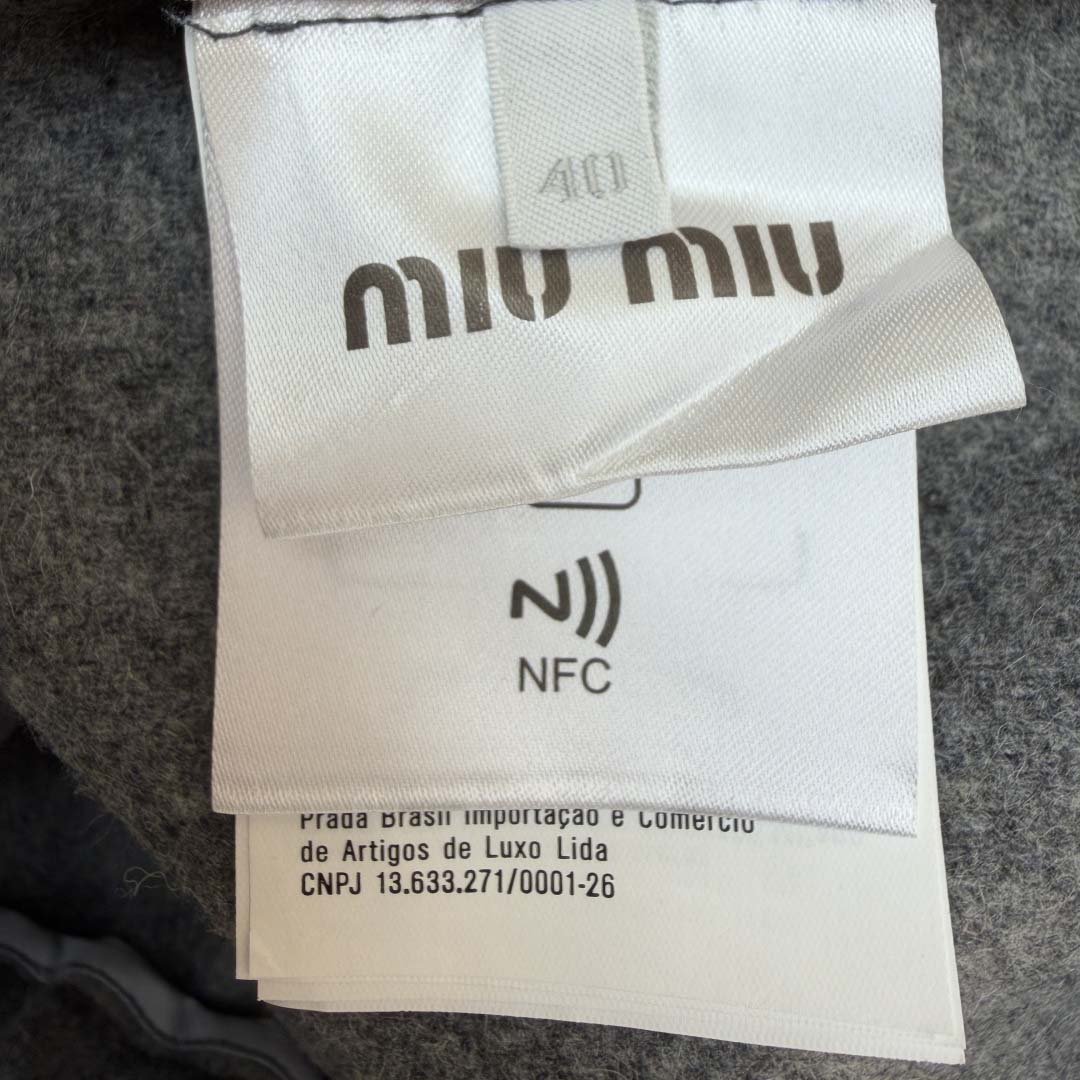 40
miu miu
N
NFC
Prada Brasil Importação e Comércio
de Artigos de Luxo Lida
CNPJ 13.633.271/0001-26